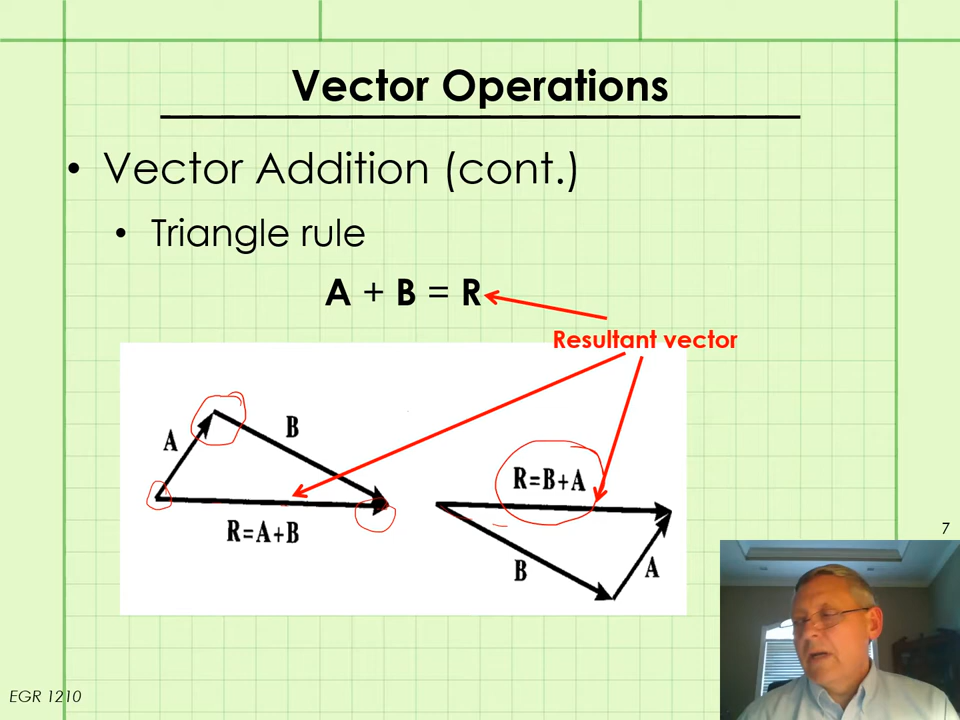 Vector Operations
• Vector Addition (cont.)
• Triangle rule
A + B = R
Resultant vector
A
B
R=A+B
R=B+A
B
A
7
EGR 1210